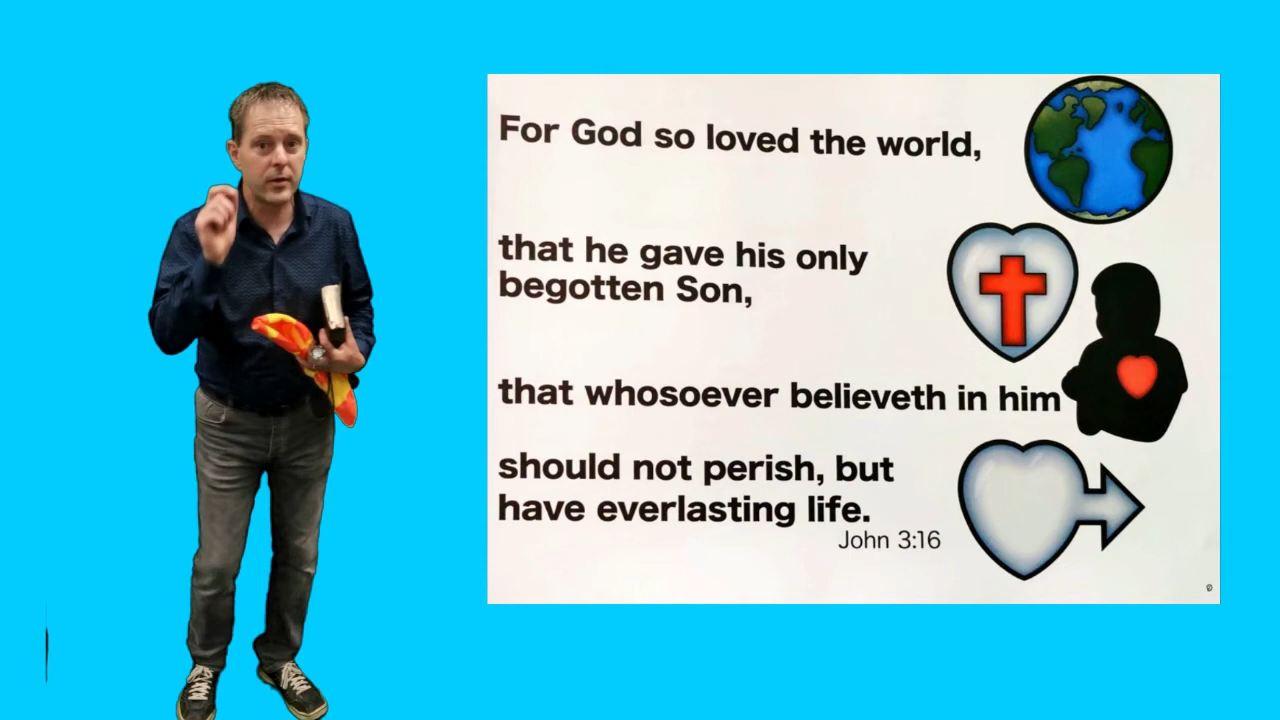 For God so loved the world,
that he gave his only
begotten Son,
that whosoever believeth in him
should not perish, but
have everlasting life.
John 3:16